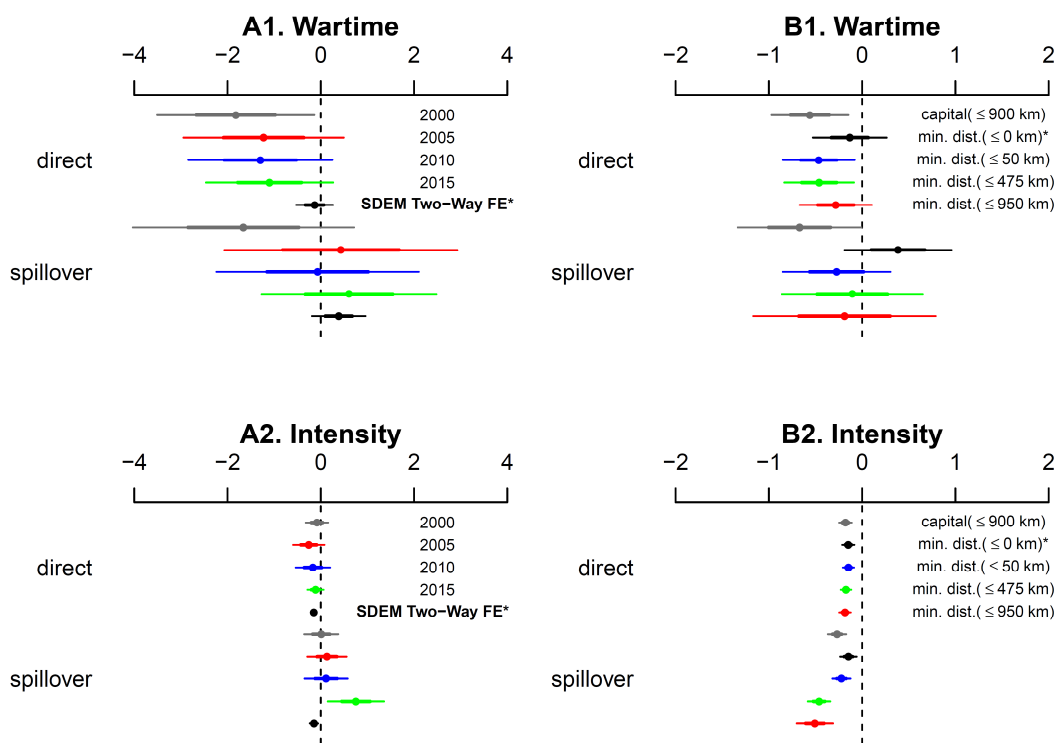 A1. Wartime
−4 −2 0 2 4
2000
2005
direct
2010
2015
SDEM Two−Way FE*
spillover
B1. Wartime
−2 −1 0 1 2
capital(≤900 km)
min. dist.(≤0 km)*
direct
min. dist.(≤50 km)
min. dist.(≤475 km)
min. dist.(≤950 km)
spillover
A2. Intensity
−4 −2 0 2 4
2000
2005
direct
2010
2015
SDEM Two−Way FE*
spillover
B2. Intensity
−2 −1 0 1 2
capital(≤900 km)
min. dist.(≤0 km)*
direct
min. dist.(≤50 km)
min. dist.(≤475 km)
min. dist.(≤950 km)
spillover